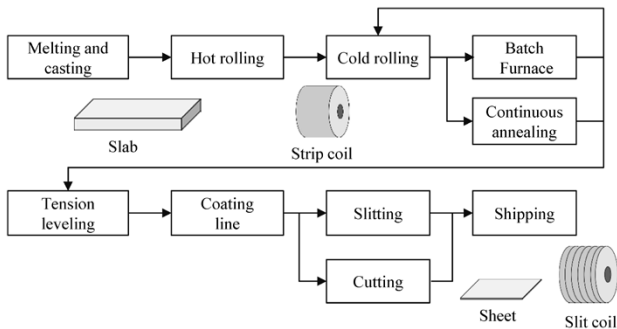 Melting and
casting
Hot rolling
Cold rolling
Batch
Furnace
Continuous
annealing
Slab
Strip coil
Tension
leveling
Coating
line
Slitting
Shipping
Cutting
Sheet
Slit coil